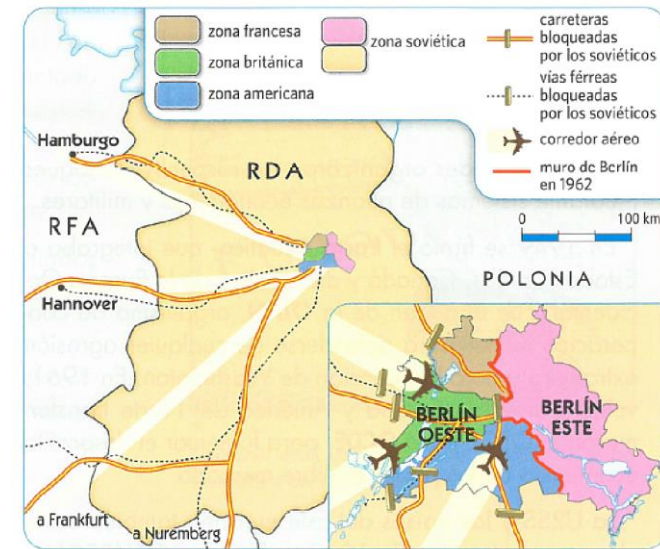 zona francesa
zona británica
zona americana
zona soviética
carreteras
bloqueadas
por los soviéticos
vías férreas
bloqueadas
por los soviéticos
corredor aéreo
muro de Berlín
en 1962
0 100 km
Hamburgo
RDA
RFA
Hannover
POLONIA
BERLÍN
OESTE
BERLÍN
ESTE
a Frankfurt
a Nuremberg